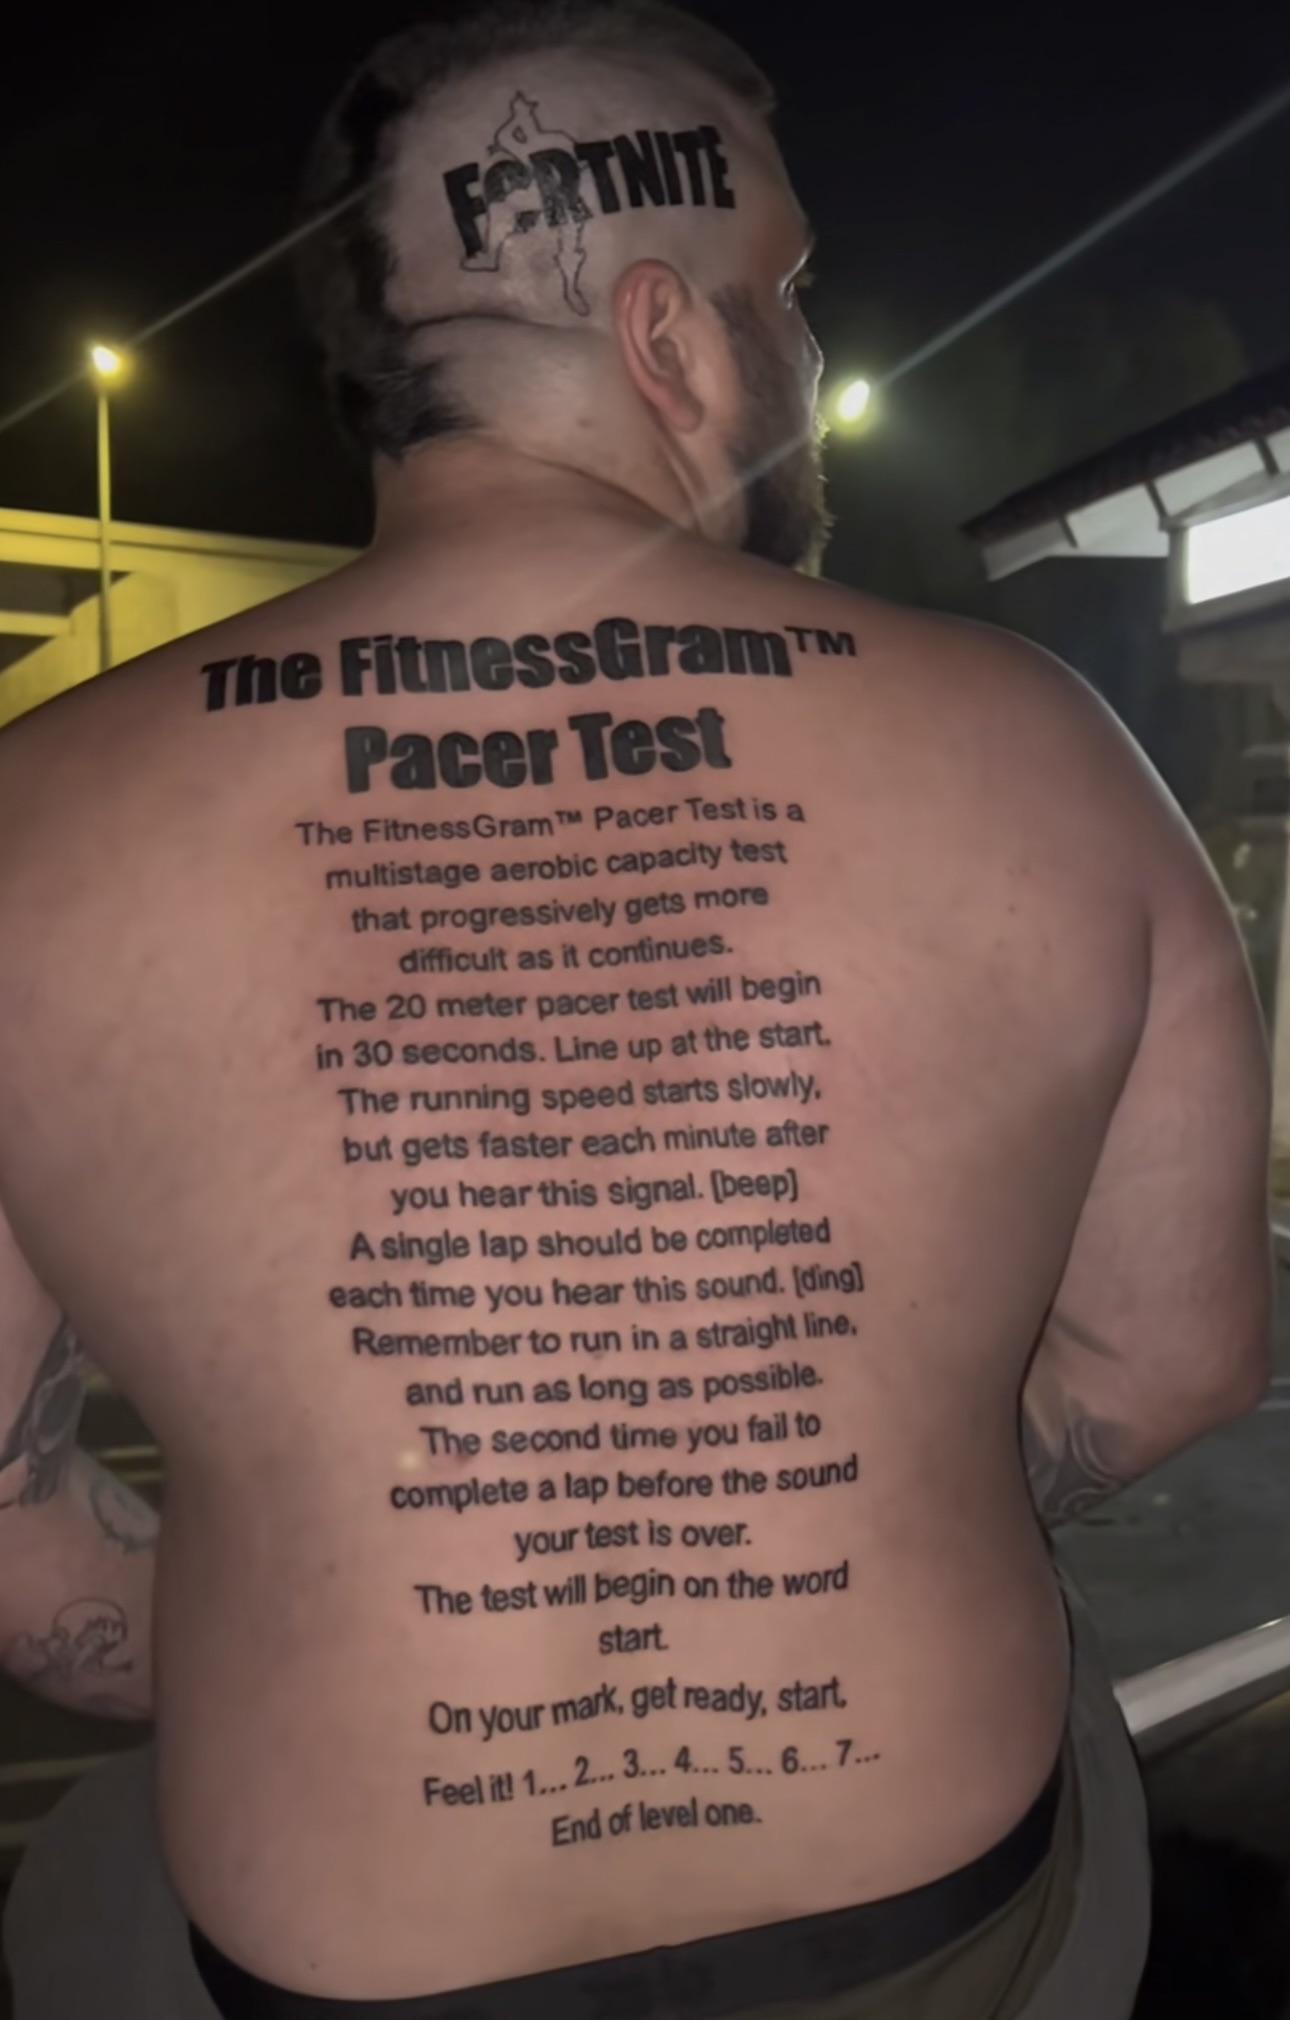 FORTNITE
The FitnessGram™
Pacer Test
The FitnessGram™ Pacer Test is a
multistage aerobic capacity test
that progressively gets more
difficult as it continues.
The 20 meter pacer test will begin
in 30 seconds. Line up at the start.
The running speed starts slowly,
but gets faster each minute after
you hear this signal. [beep]
A single lap should be completed
each time you hear this sound. [ding]
Remember to run in a straight line,
and run as long as possible.
The second time you fail to
complete a lap before the sound
your test is over.
The test will begin on the word
start.
On your mark, get ready, start.
Feel it! 1... 2... 3... 4... 5... 6... 7...
End of level one.